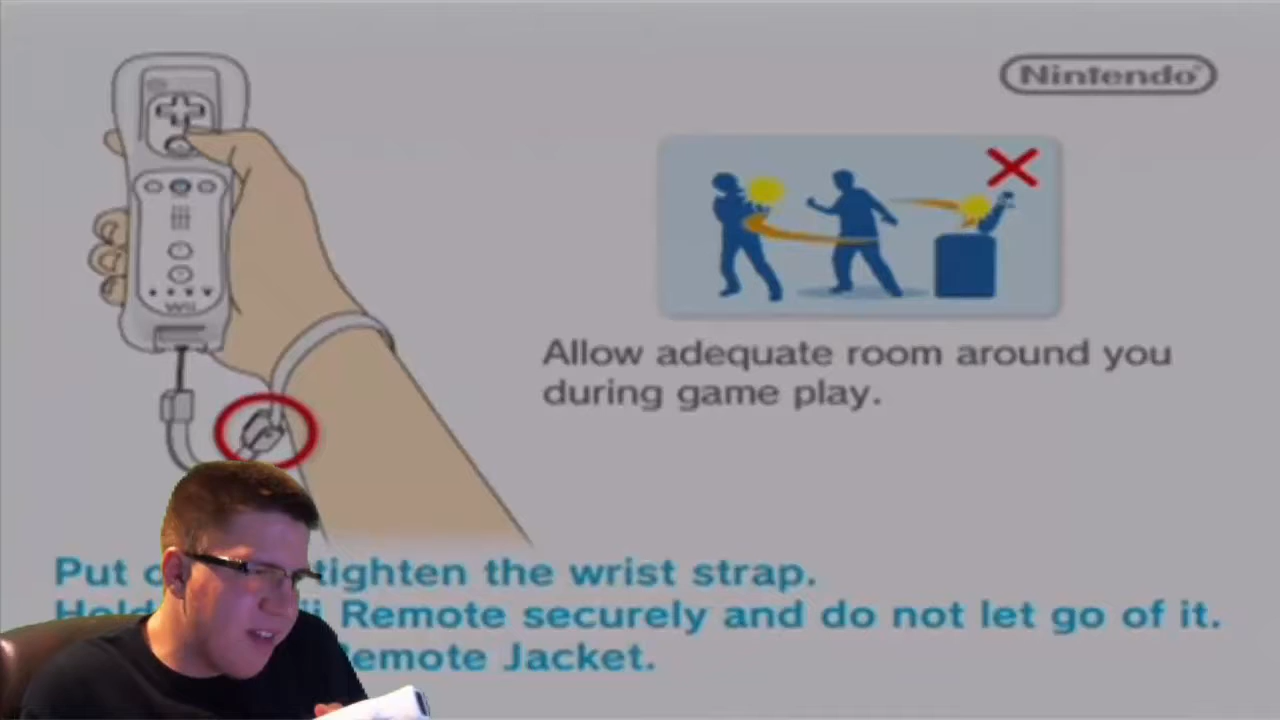 Nintendo
Wii
Allow adequate room around you
during game play.
Put tighten the wrist strap.
Remote securely and do not let go of it.
Remote Jacket.